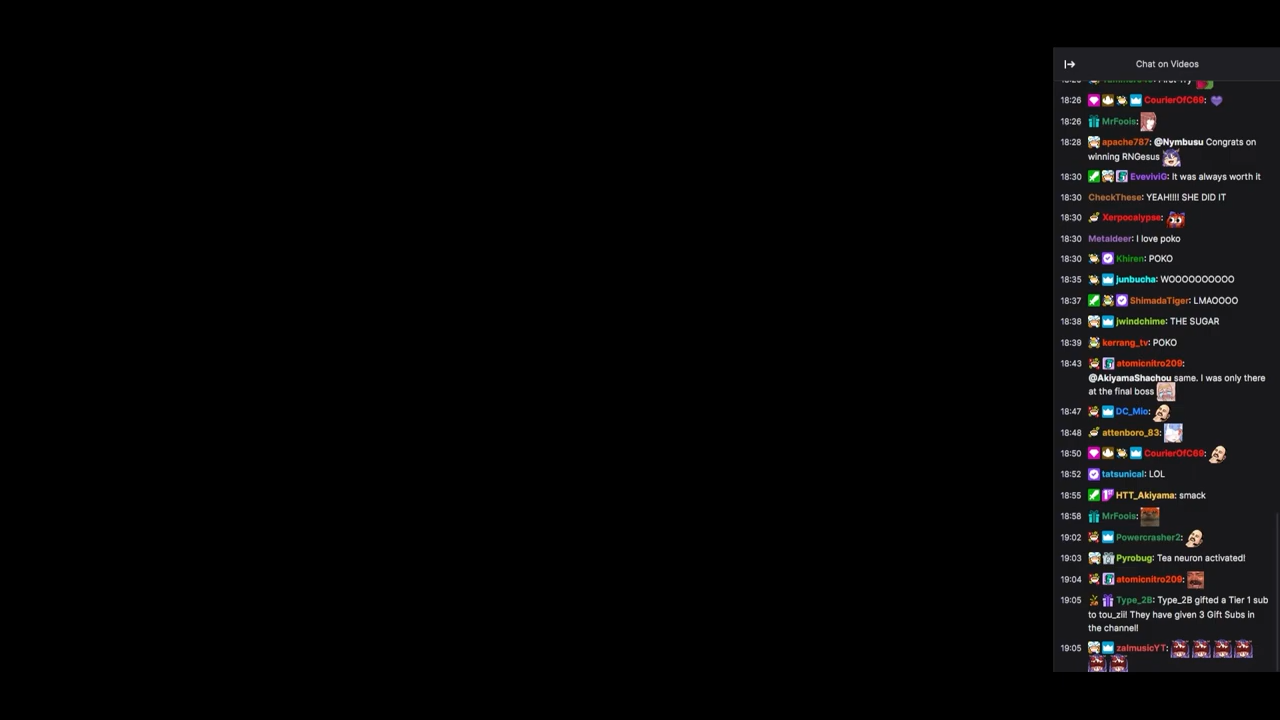 Chat on Videos
First Try
18:26 CourierOfC69:
18:26 MrFoois:
18:28 apache787: @Nymbusu Congrats on
winning RNGesus
18:30 EveviviG: It was always worth it
18:30 CheckThese: YEAH!!!! SHE DID IT
18:30 Xerpocalypse:
18:30 Metaldeer: I love poko
18:30 Khiren: POKO
18:35 junbucha: WOOOOOOOOOO
18:37 ShimadaTiger: LMAOOOO
18:38 jwindchime: THE SUGAR
18:39 kerrang_tv: POKO
18:43 atomicnitro209:
@AkiyamaShachou same. I was only there
at the final boss
18:47 DC_Mio:
18:48 attenboro_83:
18:50 CourierOfC69:
18:52 tatsunical: LOL
18:55 HTT_Akiyama: smack
18:58 MrFoois:
19:02 Powercrasher2:
19:03 Pyrobug: Tea neuron activated!
19:04 atomicnitro209:
19:05 Type_2B: Type_2B gifted a Tier 1 sub
to tou_zii! They have given 3 Gift Subs in
the channel!
19:05 zalmusicYT: